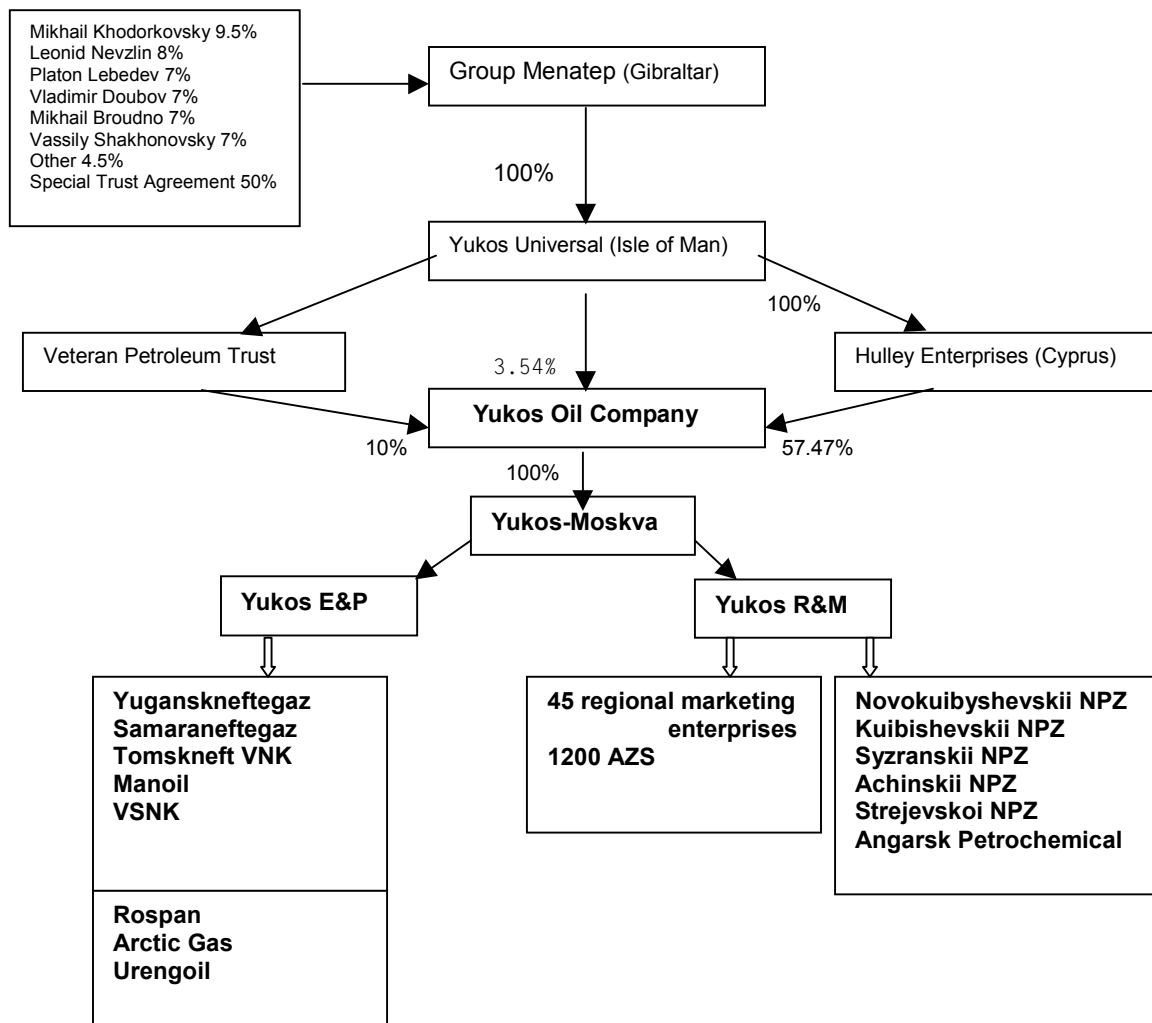 Mikhail Khodorkovsky 9.5%
Leonid Nevzlin 8%
Platon Lebedev 7%
Vladimir Doubov 7%
Mikhail Broudno 7%
Vassily Shakhonovsky 7%
Other 4.5%
Special Trust Agreement 50%
Group Menatep (Gibraltar)
100%
Yukos Universal (Isle of Man)
100%
Veteran Petroleum Trust
Hulley Enterprises (Cyprus)
3.54%
Yukos Oil Company
10%
57.47%
100%
Yukos-Moskva
Yukos E&P
Yukos R&M
Yuganskneftegaz
Samaraneftegaz
Tomskneft VNK
Manoil
VSNK
Rospan
Arctic Gas
Urengoil
45 regional marketing
enterprises
1200 AZS
Novokuibyshevskii NPZ
Kuibishevskii NPZ
Syzranskii NPZ
Achinskii NPZ
Strejevskoi NPZ
Angarsk Petrochemical